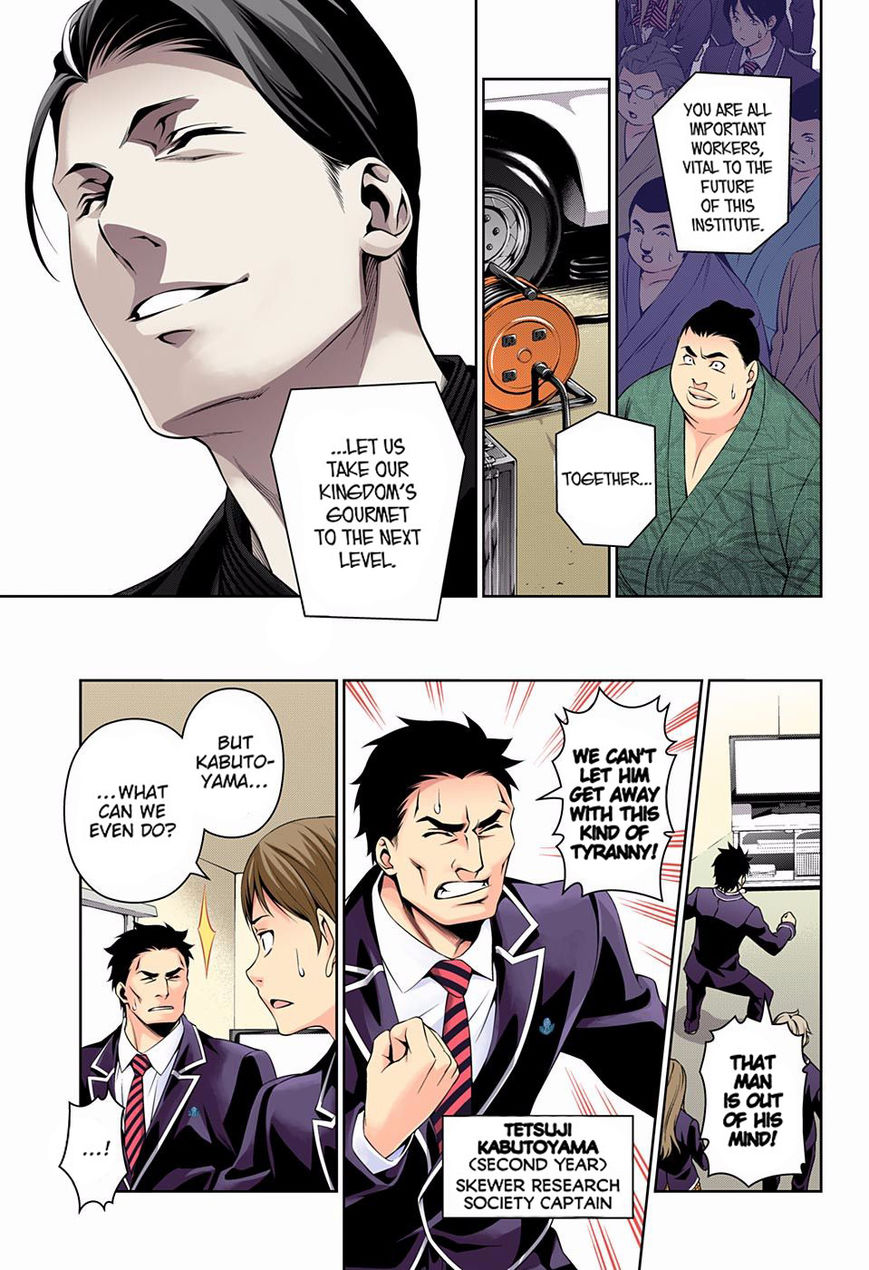 YOU ARE ALL
IMPORTANT
WORKERS,
VITAL TO THE
FUTURE
OF THIS
INSTITUTE.
TOGETHER...
...LET US
TAKE OUR
KINGDOM'S
GOURMET
TO THE NEXT
LEVEL.
THAT
MAN
IS OUT
OF HIS
MIND!
WE CAN'T
LET HIM
GET AWAY
WITH THIS
KIND OF
TYRANNY!
TETSUJI
KABUTOYAMA
(SECOND YEAR)
SKEWER RESEARCH
SOCIETY CAPTAIN
BUT
KABUTO-
YAMA...
...WHAT
CAN WE
EVEN DO?
...!